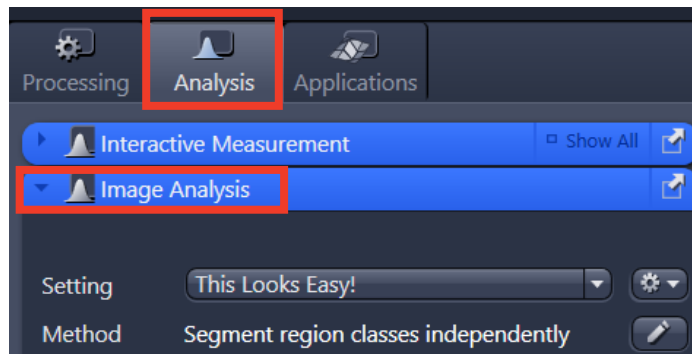 Processing Analysis Applications
Interactive Measurement Show All
Image Analysis
Setting This Looks Easy!
Method Segment region classes independently